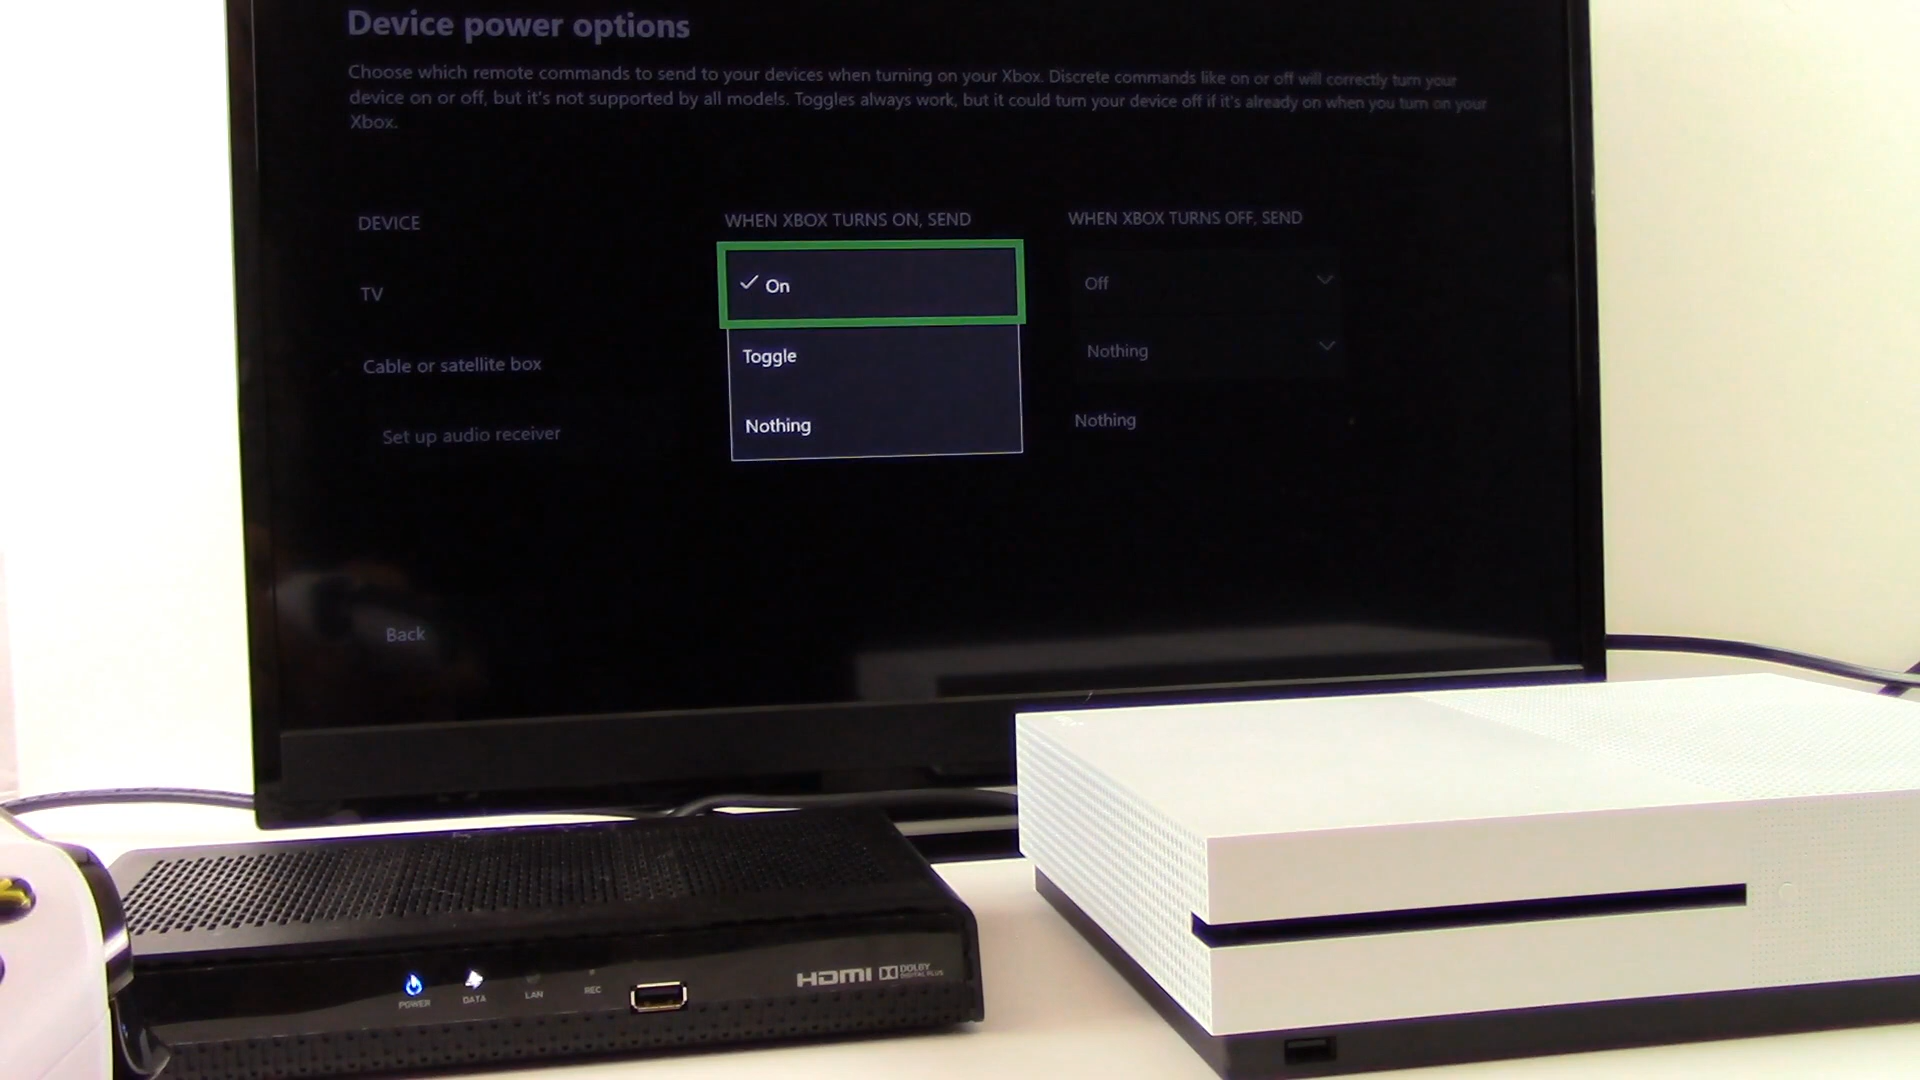 Device power options
Choose which remote commands to send to your devices when turning on your Xbox. Discrete commands like on or off will correctly turn your
device on or off, but it's not supported by all models. Toggles always work, but it could turn your device off if it's already on when you turn on your
Xbox.
DEVICE
WHEN XBOX TURNS ON, SEND
WHEN XBOX TURNS OFF, SEND
TV
On
Off
Toggle
Cable or satellite box
Nothing
Nothing
Set up audio receiver
Nothing
Back
POWER
DATA
LAN
REC
HDMI
DOLBY
DIGITAL PLUS